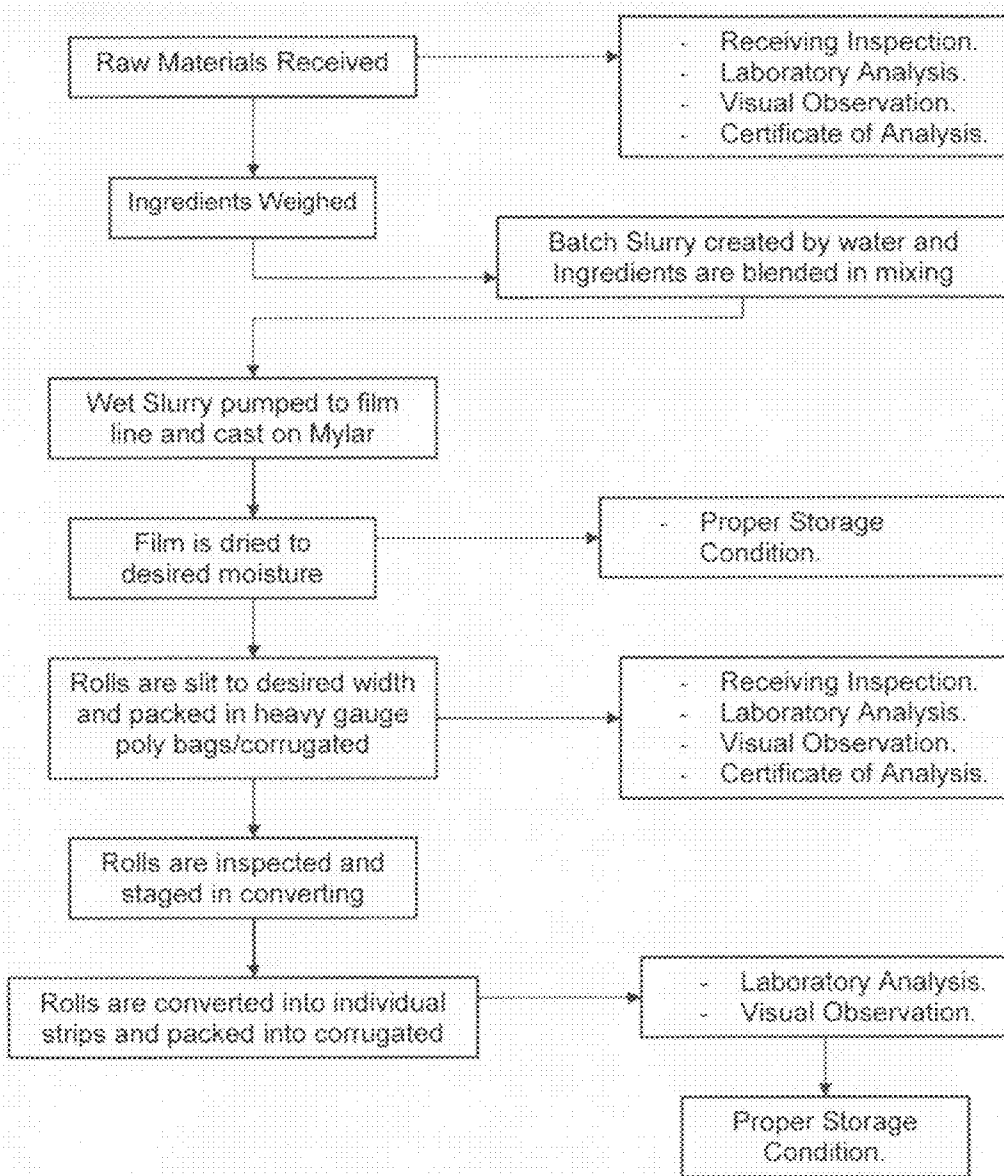 Raw Materials Received
- Receiving Inspection.
- Laboratory Analysis.
- Visual Observation.
- Certificate of Analysis.
Ingredients Weighed
Batch Slurry created by water and
Ingredients are blended in mixing
Wet Slurry pumped to film
line and cast on Mylar
Film is dried to
desired moisture
- Proper Storage
Condition.
Rolls are slit to desired width
and packed in heavy gauge
poly bags/corrugated
- Receiving Inspection.
- Laboratory Analysis.
- Visual Observation.
- Certificate of Analysis.
Rolls are inspected and
staged in converting
Rolls are converted into individual
strips and packed into corrugated
- Laboratory Analysis.
- Visual Observation.
Proper Storage
Condition.